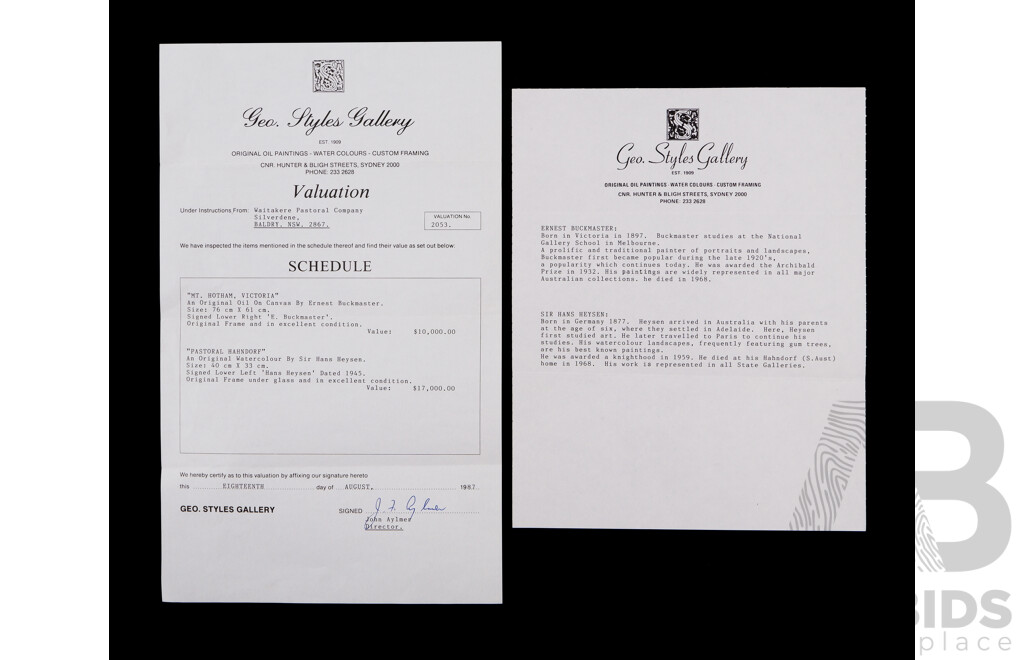 Geo. Styles Gallery
EST. 1909
ORIGINAL OIL PAINTINGS - WATER COLOURS - CUSTOM FRAMING
CNR. HUNTER & BLIGH STREETS, SYDNEY 2000
PHONE: 233 2628
Valuation
Under Instructions From: Waitakere Pastoral Company
Silverdene,
BALDRY. NSW. 2867.
VALUATION No.
2053.
We have inspected the items mentioned in the schedule thereof and find their value as set out below.
SCHEDULE
"MT. HOTHAM, VICTORIA"
An Original Oil On Canvas By Ernest Buckmaster.
Size: 76 cm X 61 cm.
Signed Lower Right 'E. Buckmaster'.
Original Frame and in excellent condition.
Value: $10,000.00
"PASTORAL HAHNDORF"
An Original Watercolour By Sir Hans Heysen.
Size: 40 cm X 33 cm.
Signed Lower Left 'Hans Heysen' Dated 1945.
Original Frame under glass and in excellent condition.
Value: $17,000.00
We hereby certify as to this valuation by affixing our signature hereto
this EIGHTEENTH day of AUGUST, 1987.
GEO. STYLES GALLERY SIGNED J. F. Aylmer
John Aylmer
Director.
Geo. Styles Gallery
EST. 1909
ORIGINAL OIL PAINTINGS - WATER COLOURS - CUSTOM FRAMING
CNR. HUNTER & BLIGH STREETS, SYDNEY 2000
PHONE: 233 2628
ERNEST BUCKMASTER:
Born in Victoria in 1897. Buckmaster studies at the National
Gallery School in Melbourne.
A prolific and traditional painter of portraits and landscapes,
Buckmaster first became popular during the late 1920's,
a popularity which continues today. He was awarded the Archibald
Prize in 1932. His paintings are widely represented in all major
Australian collections. he died in 1968.
SIR HANS HEYSEN:
Born in Germany 1877. Heysen arrived in Australia with his parents
at the age of six, where they settled in Adelaide. Here, Heysen
first studied art. He later travelled to Paris to continue his
studies. His watercolour landscapes, frequently featuring gum trees,
are his best known paintings.
He was awarded a knighthood in 1959. He died at his Hahndorf (S.Aust)
home in 1968. His work is represented in all State Galleries.
B
BIDS
place